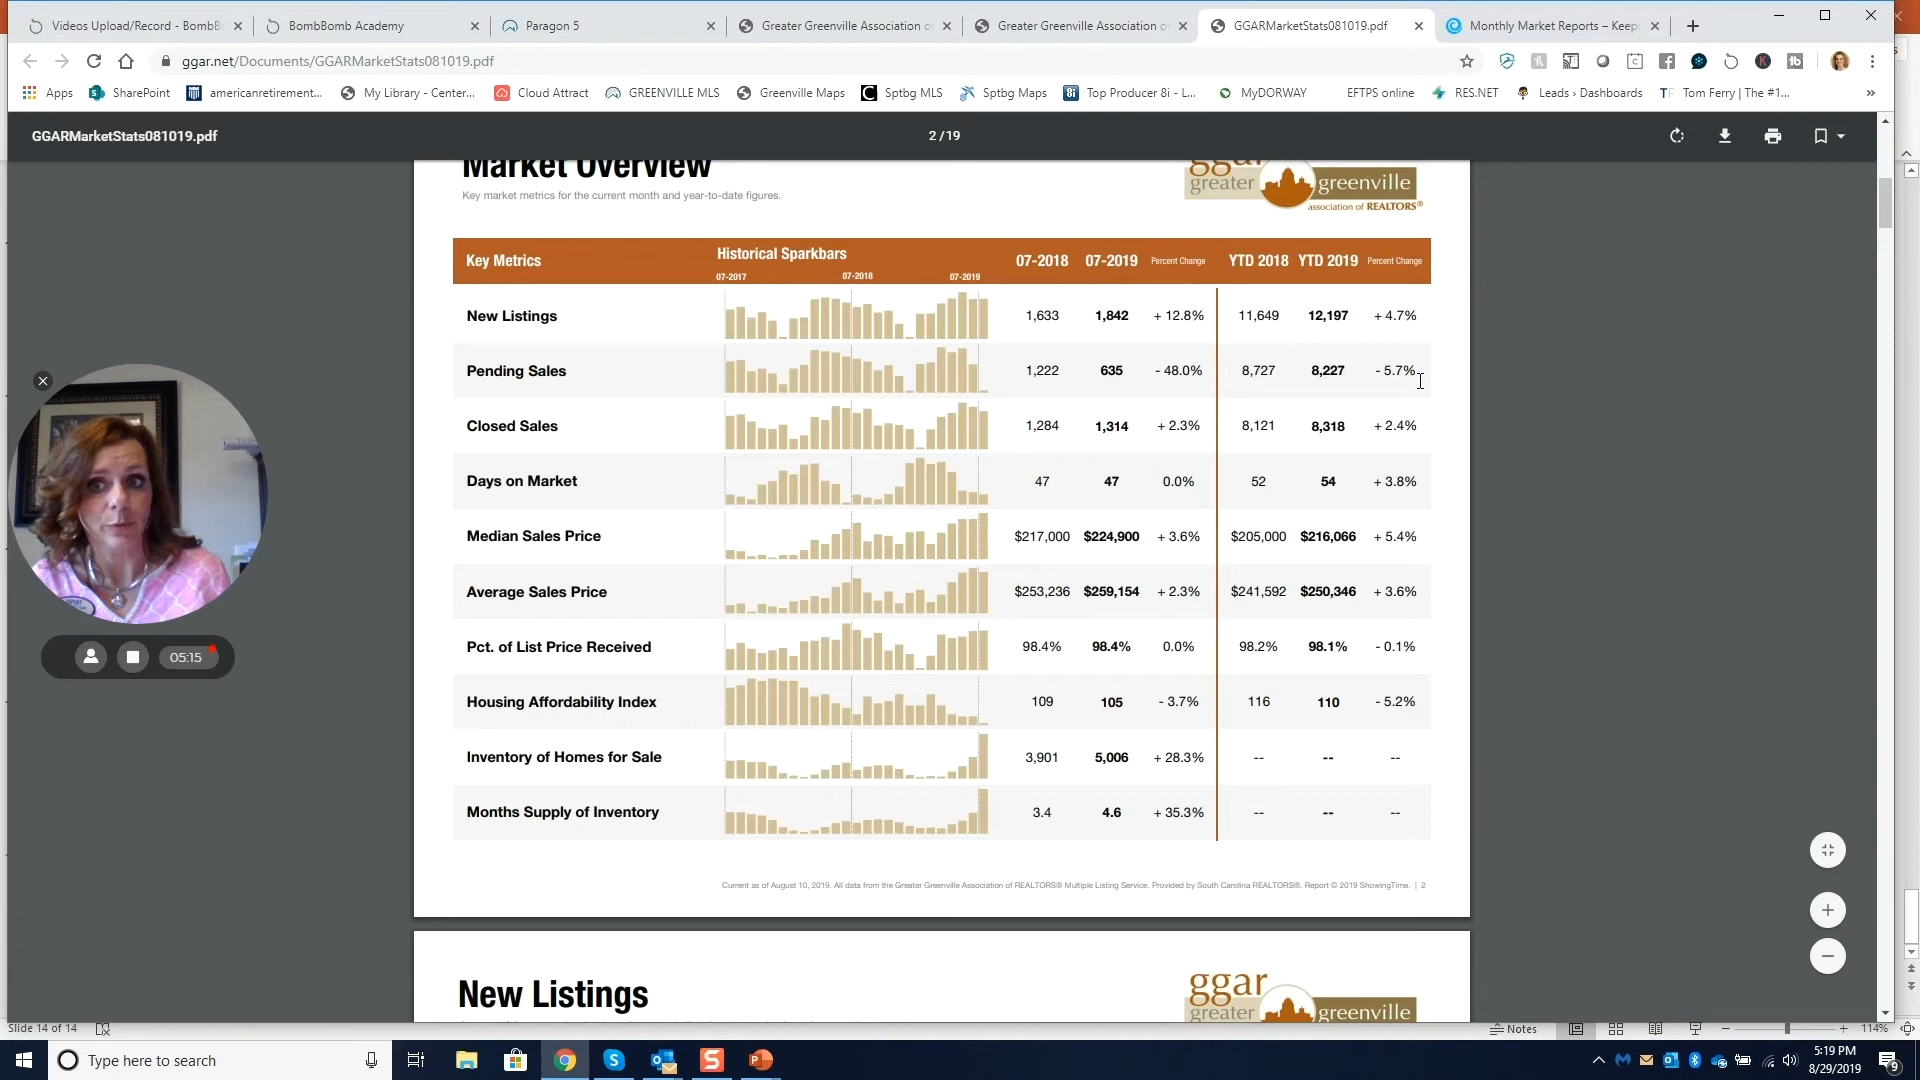 Videos Upload/Record - BombB
BombBomb Academy
Paragon 5
Greater Greenville Association o
Greater Greenville Association o
GGARMarketStats081019.pdf
Monthly Market Reports – Keep
ggar.net/Documents/GGARMarketStats081019.pdf
Apps
SharePoint
americanretirement...
My Library - Center...
Cloud Attract
GREENVILLE MLS
Greenville Maps
Sptbg MLS
Sptbg Maps
Top Producer 8i - L...
MyDORWAY
EFTPS online
RES.NET
Leads › Dashboards
Tom Ferry | The #1...
»
GGARMarketStats081019.pdf
2 / 19
Market Overview
Key market metrics for the current month and year-to-date figures.
ggar
greater greenville
association of REALTORS®
Key Metrics Historical Sparkbars 07-2018 07-2019 Percent Change YTD 2018 YTD 2019 Percent Change
07-2017 07-2018 07-2019
New Listings 1,633 1,842 + 12.8% 11,649 12,197 + 4.7%
Pending Sales 1,222 635 - 48.0% 8,727 8,227 - 5.7%
Closed Sales 1,284 1,314 + 2.3% 8,121 8,318 + 2.4%
Days on Market 47 47 0.0% 52 54 + 3.8%
Median Sales Price $217,000 $224,900 + 3.6% $205,000 $216,066 + 5.4%
Average Sales Price $253,236 $259,154 + 2.3% $241,592 $250,346 + 3.6%
Pct. of List Price Received 98.4% 98.4% 0.0% 98.2% 98.1% - 0.1%
Housing Affordability Index 109 105 - 3.7% 116 110 - 5.2%
Inventory of Homes for Sale 3,901 5,006 + 28.3% -- -- --
Months Supply of Inventory 3.4 4.6 + 35.3% -- -- --
05:15
Current as of August 10, 2019. All data from the Greater Greenville Association of REALTORS® Multiple Listing Service. Provided by South Carolina REALTORS®. Report © 2019 ShowingTime. | 2
New Listings
ggar
greater greenville
Slide 14 of 14
Notes
114%
Type here to search
5:19 PM
8/29/2019
9